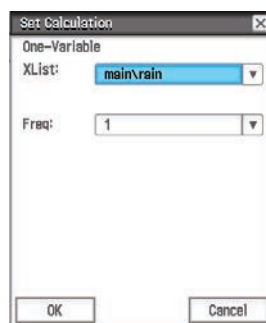 Set Calculation
One-Variable
XList: main\rain
Freq: 1
OK Cancel